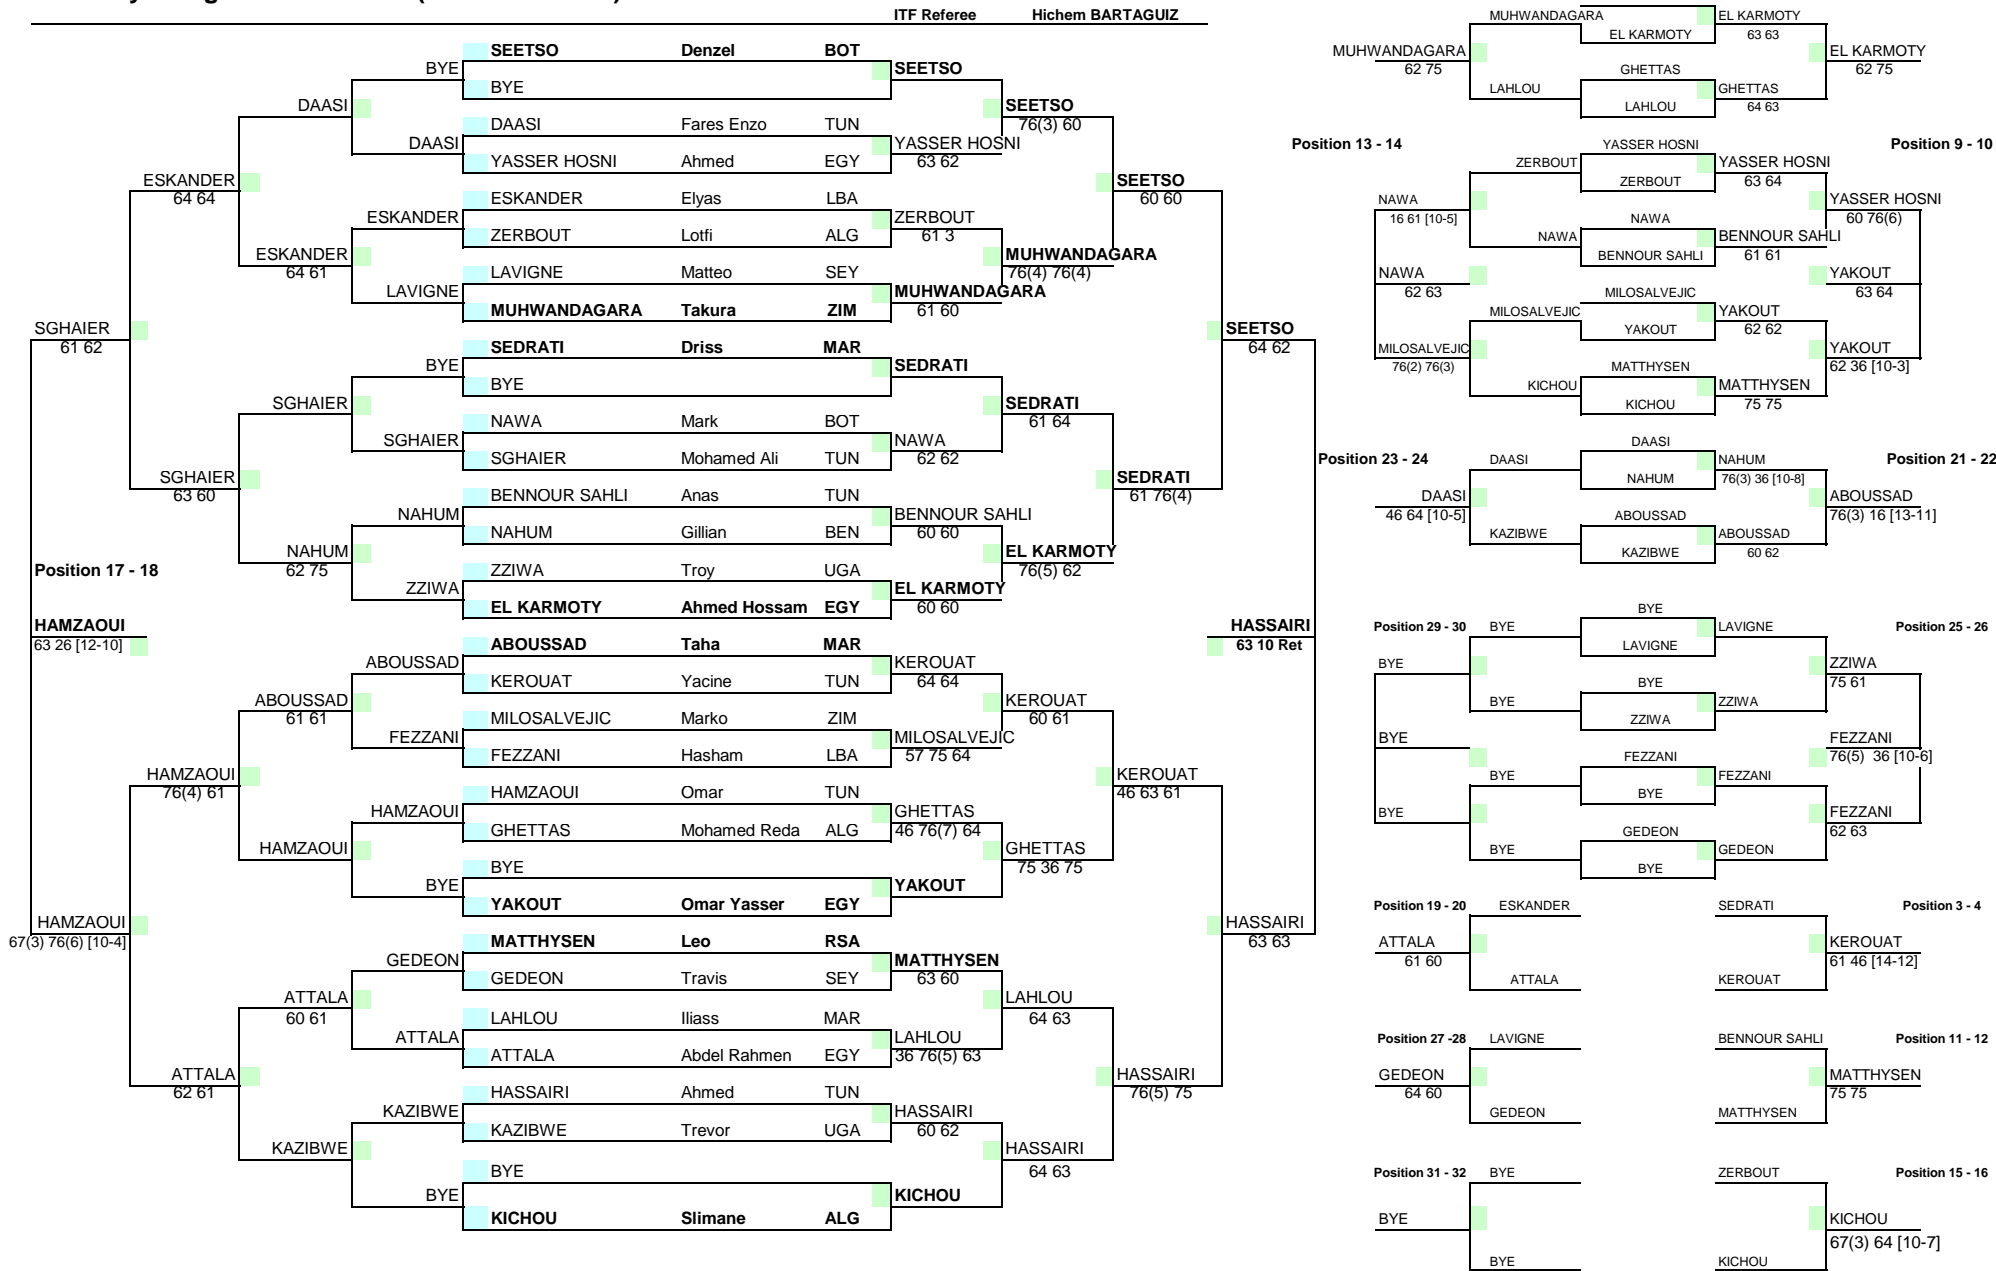 ITF Referee Hichem BARTAGUIZ
SEETSO Denzel BOT
BYE
DAASI Fares Enzo TUN
YASSER HOSNI Ahmed EGY
ESKANDER Elyas LBA
ZERBOUT Lotfi ALG
LAVIGNE Matteo SEY
MUHWANDAGARA Takura ZIM
SEDRATI Driss MAR
BYE
NAWA Mark BOT
SGHAIER Mohamed Ali TUN
BENNOUR SAHLI Anas TUN
NAHUM Gillian BEN
ZZIWA Troy UGA
EL KARMOTY Ahmed Hossam EGY
ABOUSSAD Taha MAR
KEROUAT Yacine TUN
MILOSALVEJIC Marko ZIM
FEZZANI Hasham LBA
HAMZAOUI Omar TUN
GHETTAS Mohamed Reda ALG
BYE
YAKOUT Omar Yasser EGY
MATTHYSEN Leo RSA
GEDEON Travis SEY
LAHLOU Iliass MAR
ATTALA Abdel Rahmen EGY
HASSAIRI Ahmed TUN
KAZIBWE Trevor UGA
BYE
KICHOU Slimane ALG
SEETSO
YASSER HOSNI
63 62
ZERBOUT
61 3
MUHWANDAGARA
61 60
SEDRATI
NAWA
62 62
BENNOUR SAHLI
60 60
EL KARMOTY
60 60
KEROUAT
64 64
MILOSALVEJIC
57 75 64
GHETTAS
46 76(7) 64
YAKOUT
MATTHYSEN
63 60
LAHLOU
36 76(5) 63
HASSAIRI
60 62
KICHOU
SEETSO
76(3) 60
MUHWANDAGARA
76(4) 76(4)
SEDRATI
61 64
EL KARMOTY
76(5) 62
KEROUAT
60 61
GHETTAS
75 36 75
LAHLOU
64 63
HASSAIRI
64 63
SEETSO
60 60
SEDRATI
61 76(4)
KEROUAT
46 63 61
HASSAIRI
76(5) 75
SEETSO
64 62
HASSAIRI
63 63
HASSAIRI
63 10 Ret
BYE
DAASI
ESKANDER
LAVIGNE
BYE
SGHAIER
NAHUM
ZZIWA
ABOUSSAD
FEZZANI
HAMZAOUI
BYE
GEDEON
ATTALA
KAZIBWE
BYE
DAASI
ESKANDER
64 61
SGHAIER
NAHUM
62 75
ABOUSSAD
61 61
HAMZAOUI
ATTALA
60 61
KAZIBWE
ESKANDER
64 64
SGHAIER
63 60
HAMZAOUI
76(4) 61
ATTALA
62 61
SGHAIER
61 62
HAMZAOUI
67(3) 76(6) [10-4]
Position 17 - 18
HAMZAOUI
63 26 [12-10]
MUHWANDAGARA
EL KARMOTY
EL KARMOTY
63 63
MUHWANDAGARA
62 75
EL KARMOTY
62 75
LAHLOU
GHETTAS
LAHLOU
GHETTAS
64 63
Position 13 - 14
Position 9 - 10
ZERBOUT
YASSER HOSNI
ZERBOUT
YASSER HOSNI
63 64
NAWA
16 61 [10-5]
YASSER HOSNI
60 76(6)
NAWA
NAWA
BENNOUR SAHLI
BENNOUR SAHLI
61 61
NAWA
62 63
YAKOUT
63 64
MILOSALVEJIC
MILOSALVEJIC
YAKOUT
YAKOUT
62 62
MILOSALVEJIC
76(2) 76(3)
YAKOUT
62 36 [10-3]
KICHOU
MATTHYSEN
KICHOU
MATTHYSEN
75 75
Position 23 - 24
Position 21 - 22
DAASI
DAASI
NAHUM
NAHUM
76(3) 36 [10-8]
DAASI
46 64 [10-5]
ABOUSSAD
76(3) 16 [13-11]
KAZIBWE
ABOUSSAD
KAZIBWE
ABOUSSAD
60 62
Position 29 - 30
Position 25 - 26
BYE
BYE
LAVIGNE
LAVIGNE
BYE
ZZIWA
75 61
BYE
BYE
ZZIWA
ZZIWA
BYE
FEZZANI
76(5) 36 [10-6]
BYE
FEZZANI
BYE
FEZZANI
BYE
FEZZANI
62 63
BYE
GEDEON
BYE
GEDEON
Position 19 - 20
ESKANDER
SEDRATI
Position 3 - 4
ATTALA
61 60
KEROUAT
61 46 [14-12]
ATTALA
KEROUAT
Position 27 -28
LAVIGNE
BENNOUR SAHLI
Position 11 - 12
GEDEON
64 60
MATTHYSEN
75 75
GEDEON
MATTHYSEN
Position 31 - 32
BYE
ZERBOUT
Position 15 - 16
BYE
KICHOU
67(3) 64 [10-7]
BYE
KICHOU